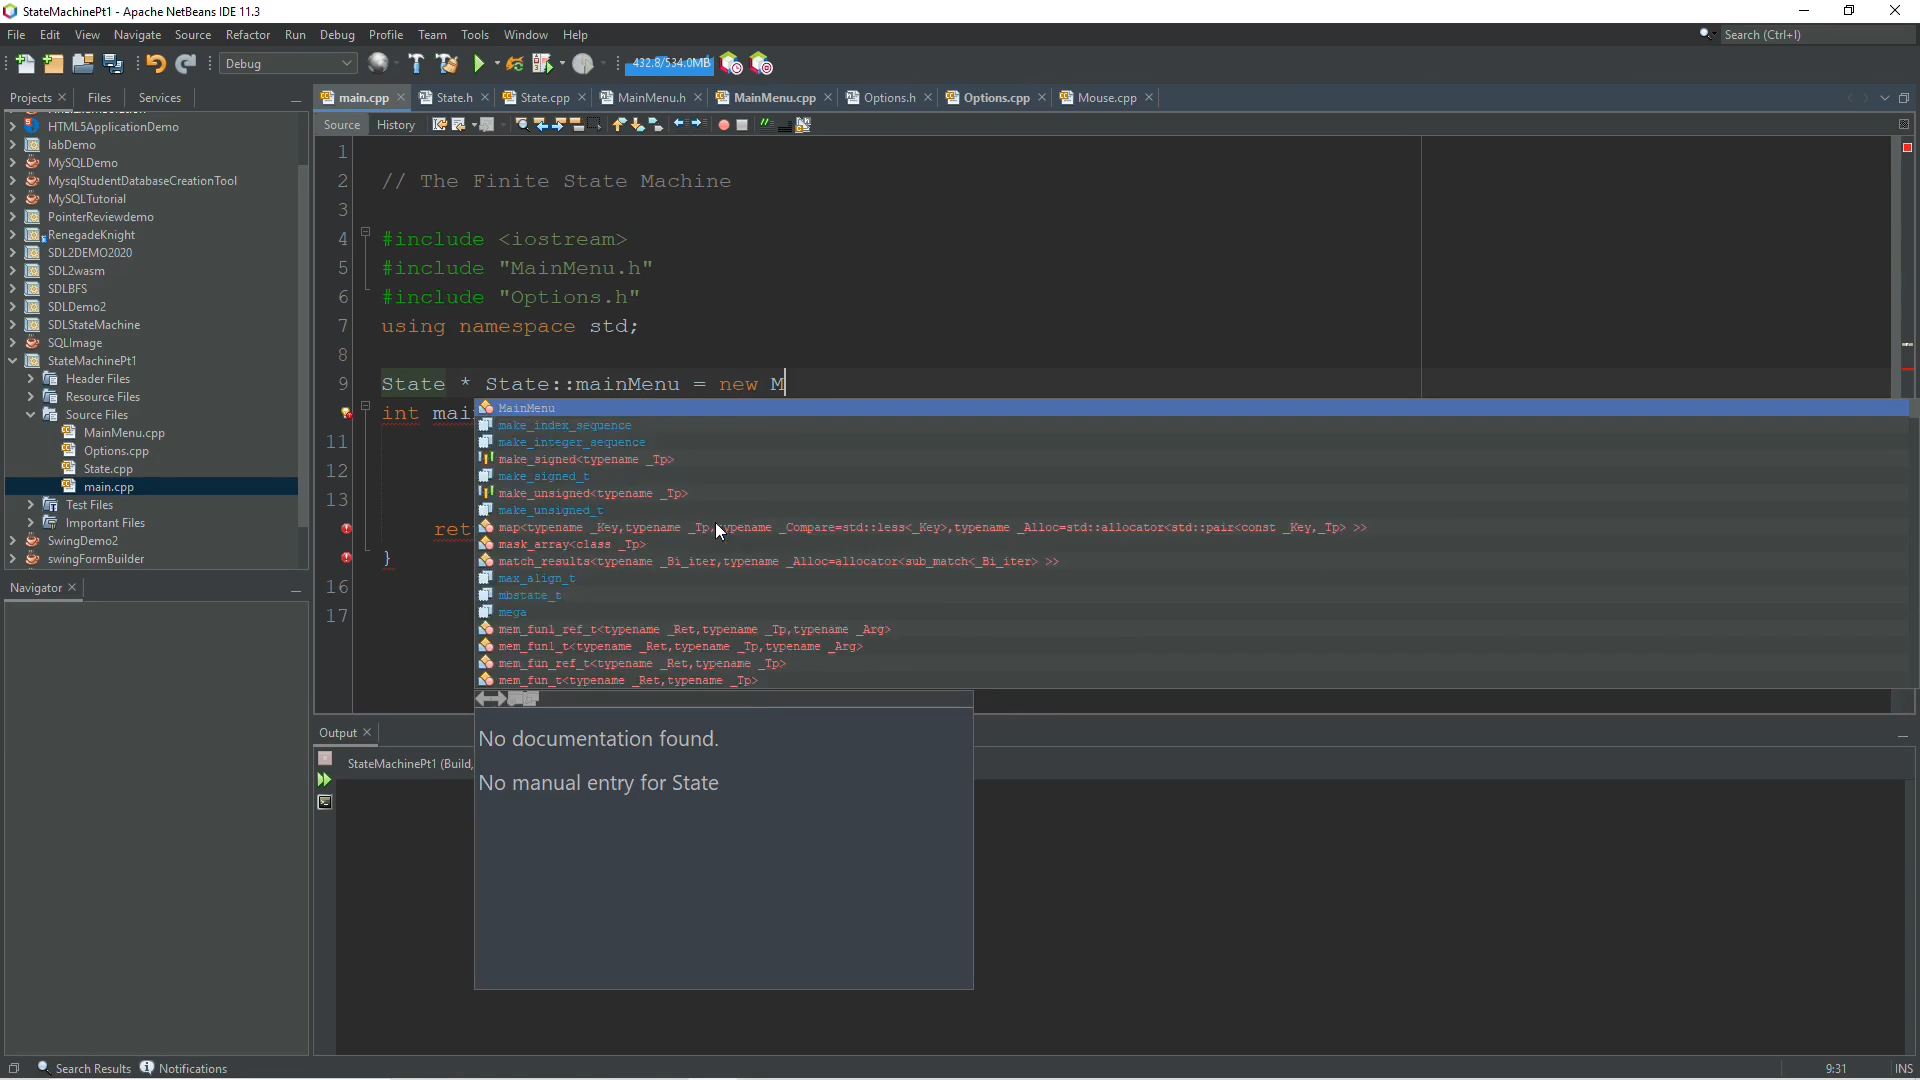 StateMachinePt1 - Apache NetBeans IDE 11.3
File Edit View Navigate Source Refactor Run Debug Profile Team Tools Window Help
Search (Ctrl+I)
Debug
432.8/534.0MB
Projects Files Services
main.cpp State.h State.cpp MainMenu.h MainMenu.cpp Options.h Options.cpp Mouse.cpp
Source History
HTML5ApplicationDemo
labDemo
MySQLDemo
MysqlStudentDatabaseCreationTool
MySQLTutorial
PointerReviewdemo
RenegadeKnight
SDL2DEMO2020
SDL2wasm
SDLBFS
SDLDemo2
SDLStateMachine
SQLImage
StateMachinePt1
Header Files
Resource Files
Source Files
MainMenu.cpp
Options.cpp
State.cpp
main.cpp
Test Files
Important Files
SwingDemo2
swingFormBuilder
Navigator
1
2 // The Finite State Machine
3
4 #include <iostream>
5 #include "MainMenu.h"
6 #include "Options.h"
7 using namespace std;
8
9 State * State::mainMenu = new M
int mai
11
12
13
ret
}
16
17
MainMenu
make_index_sequence
make_integer_sequence
make_signed<typename _Tp>
make_signed_t
make_unsigned<typename _Tp>
make_unsigned_t
map<typename _Key,typename _Tp,typename _Compare=std::less<_Key>,typename _Alloc=std::allocator<std::pair<const _Key,_Tp> >>
mask_array<class _Tp>
match_results<typename _Bi_iter,typename _Alloc=allocator<sub_match<_Bi_iter> >>
max_align_t
mbstate_t
mega
mem_fun1_ref_t<typename _Ret,typename _Tp,typename _Arg>
mem_fun1_t<typename _Ret,typename _Tp,typename _Arg>
mem_fun_ref_t<typename _Ret,typename _Tp>
mem_fun_t<typename _Ret,typename _Tp>
No documentation found.
No manual entry for State
Output
StateMachinePt1 (Build,
Search Results Notifications
9:31 INS